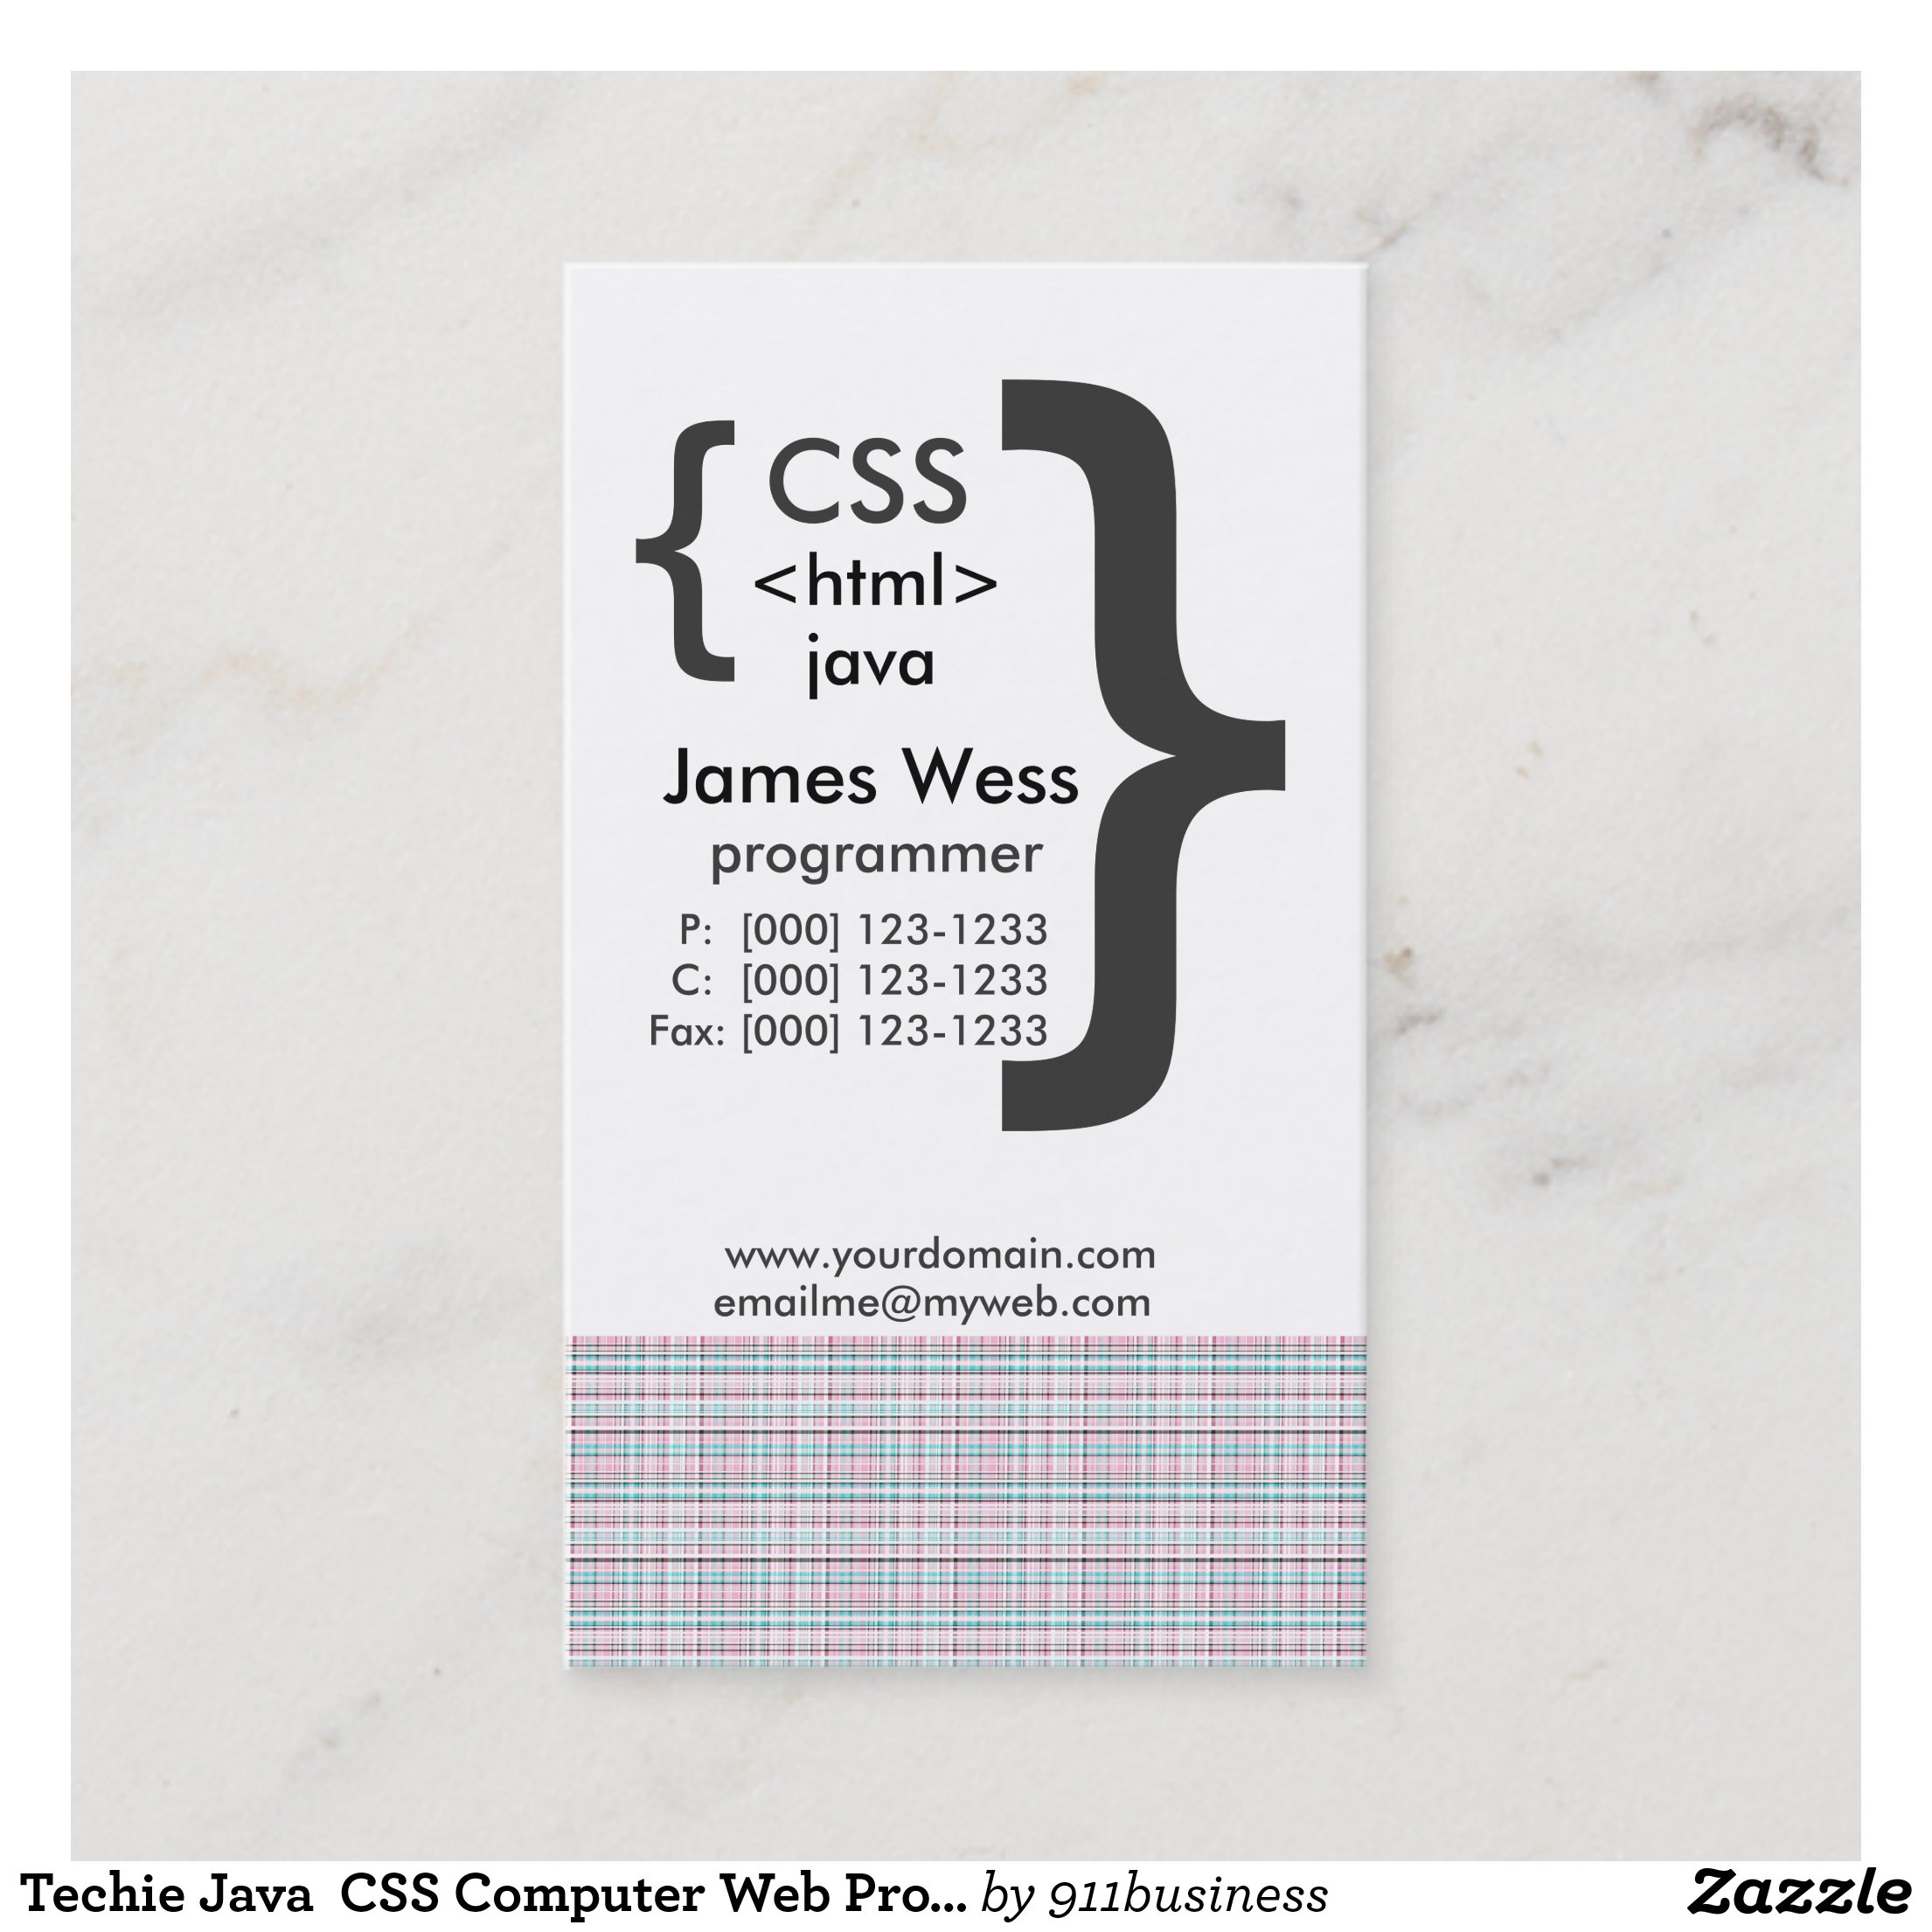 { CSS }
<html>
java
James Wess
programmer
P: [000] 123-1233
C: [000] 123-1233
Fax: [000] 123-1233
www.yourdomain.com
emailme@myweb.com
Techie Java CSS Computer Web Pro... by 911business
Zazzle